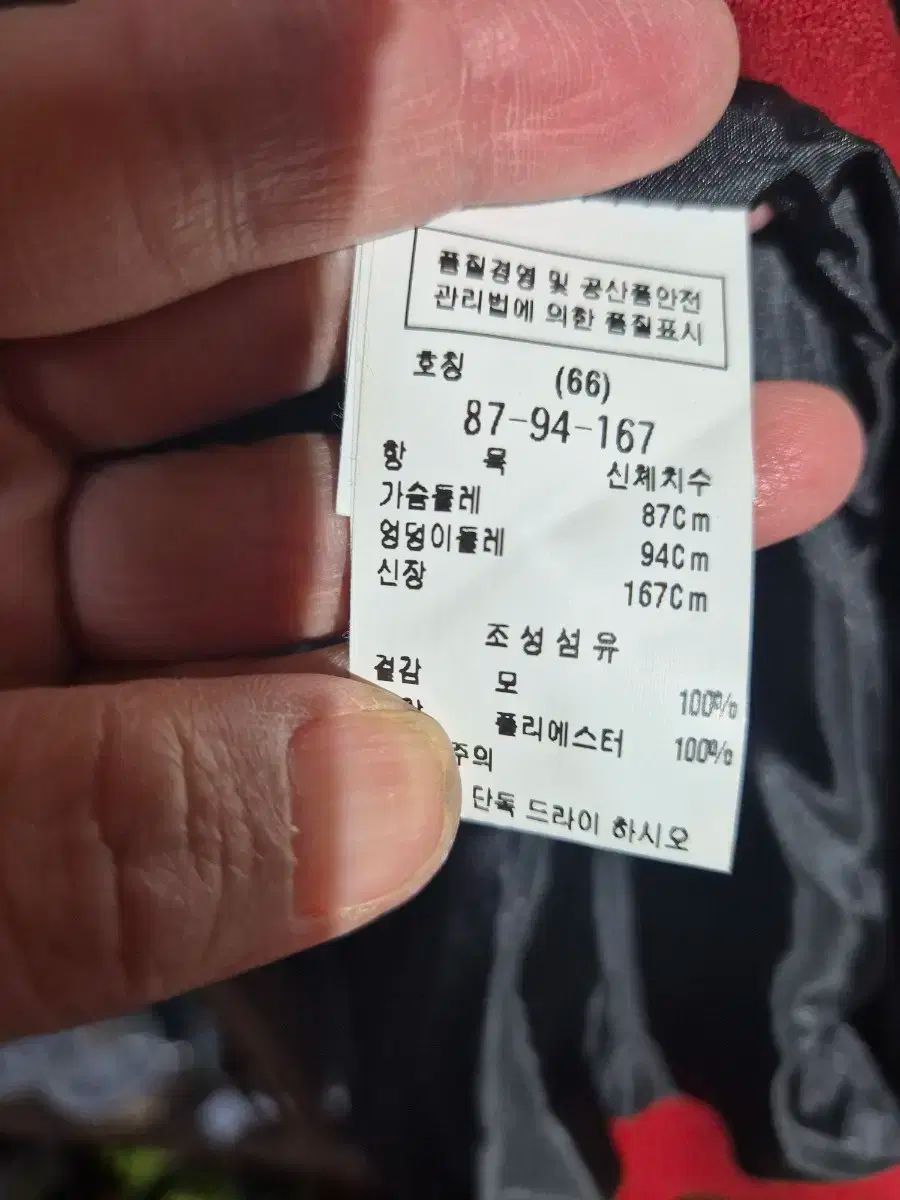 품질경영 및 공산품안전
관리법에 의한 품질표시
호칭 (66)
87-94-167
항 목 신체치수
가슴둘레 87Cm
엉덩이둘레 94Cm
신장 167Cm
조성섬유
겉감 모 100%
폴리에스터 100%
주의
단독 드라이 하시오